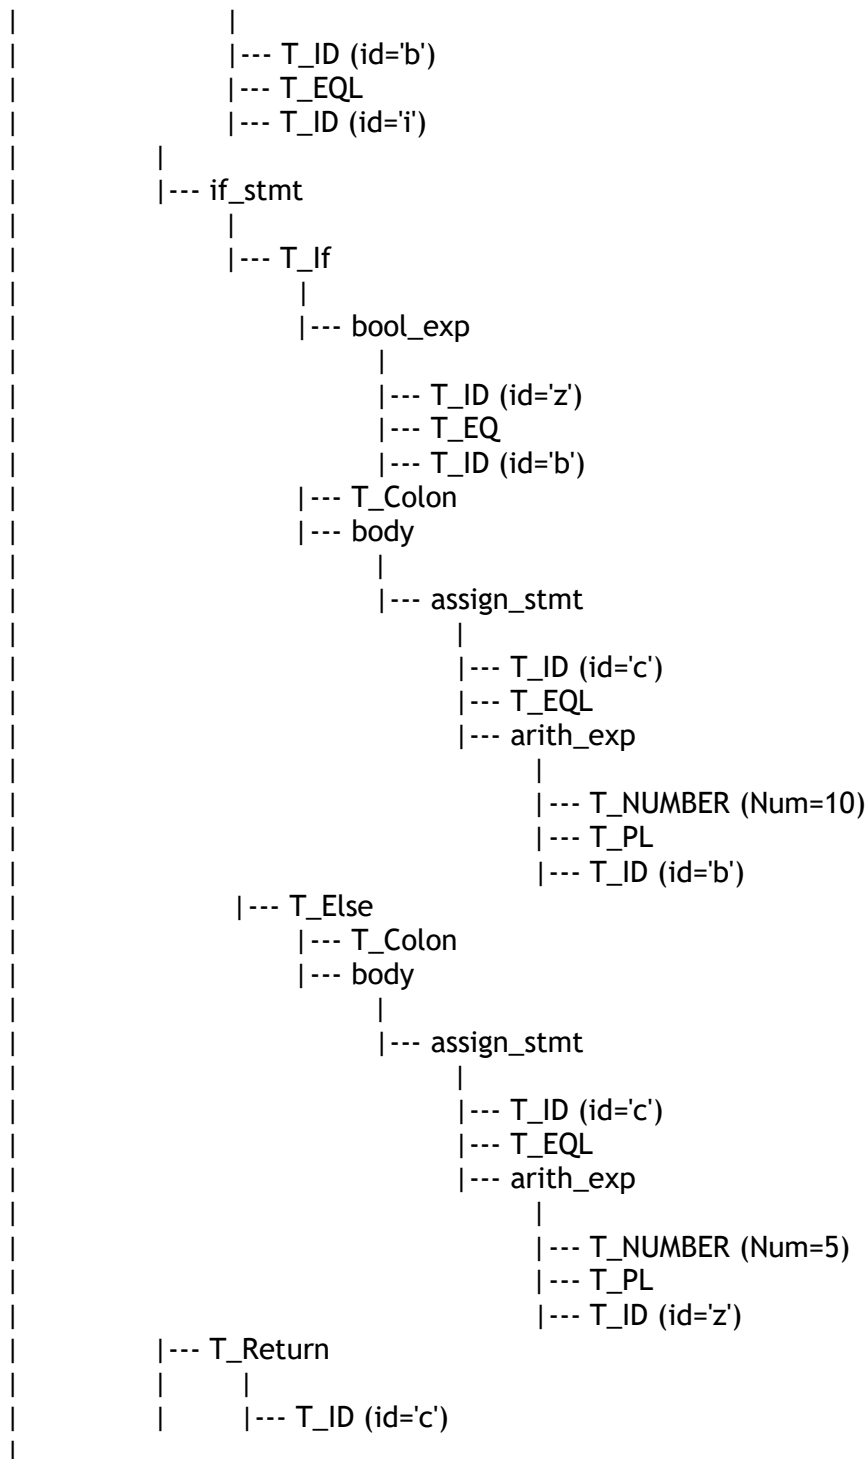 |                           |
|                           |--- T_ID (id='b')
|                           |--- T_EQL
|                           |--- T_ID (id='i')
|                  |
|                  |--- if_stmt
|                           |
|                           |--- T_If
|                                    |
|                                    |--- bool_exp
|                                              |
|                                              |--- T_ID (id='z')
|                                              |--- T_EQ
|                                              |--- T_ID (id='b')
|                                    |--- T_Colon
|                                    |--- body
|                                              |
|                                              |--- assign_stmt
|                                                        |
|                                                        |--- T_ID (id='c')
|                                                        |--- T_EQL
|                                                        |--- arith_exp
|                                                                  |
|                                                                  |--- T_NUMBER (Num=10)
|                                                                  |--- T_PL
|                                                                  |--- T_ID (id='b')
|                            |--- T_Else
|                                    |--- T_Colon
|                                    |--- body
|                                              |
|                                              |--- assign_stmt
|                                                        |
|                                                        |--- T_ID (id='c')
|                                                        |--- T_EQL
|                                                        |--- arith_exp
|                                                                  |
|                                                                  |--- T_NUMBER (Num=5)
|                                                                  |--- T_PL
|                                                                  |--- T_ID (id='z')
|                  |--- T_Return
|                  |          |
|                  |          |--- T_ID (id='c')
|